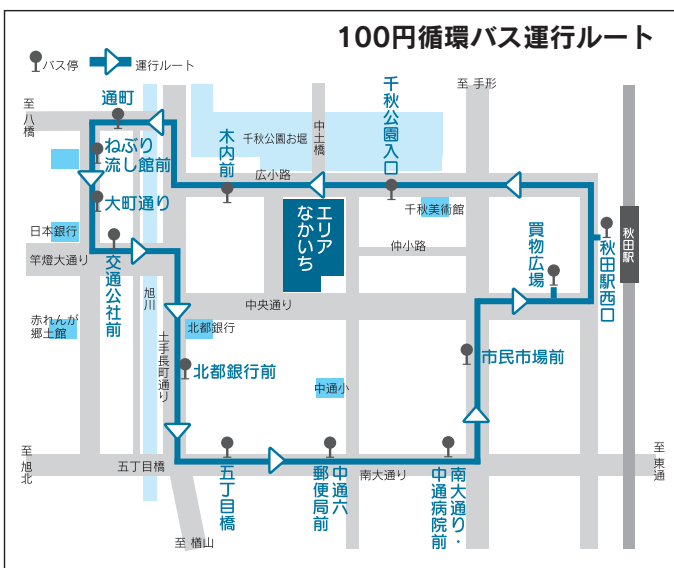 100円循環バス運行ルート
バス停
運行ルート
至八橋
通町
ねぶり
流し館前
大町通り
日本銀行
竿燈大通り
交通公社前
赤れんが
郷土館
旭川
土手長町通り
至旭北
五丁目橋
至 楢山
木内前
千秋公園お堀
中土橋
広小路
千秋公園入口
至 手形
千秋美術館
エリア
なかいち
仲小路
中央通り
北都銀行
北都銀行前
中通小
買物広場
秋田駅西口
秋田駅
市民市場前
五丁目橋
中通六
郵便局前
南大通り
南大通り・
中通病院前
至東通